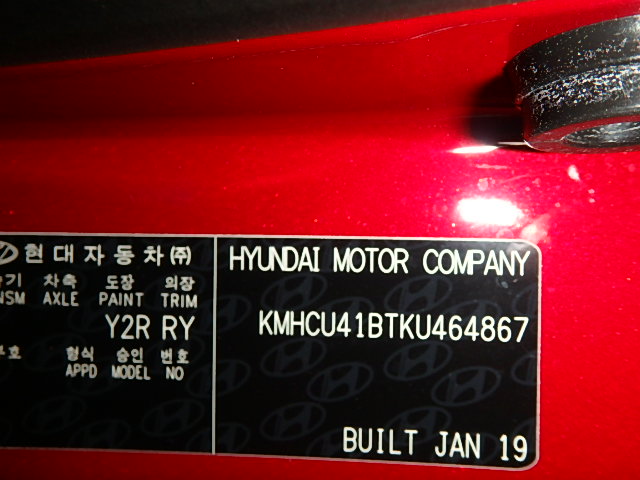 현대자동차㈜
기 차축 도장 의장
NSM AXLE PAINT TRIM
Y2R RY
호 형식 승인 번호
APPD MODEL NO
HYUNDAI MOTOR COMPANY
KMHCU41BTKU464867
BUILT JAN 19